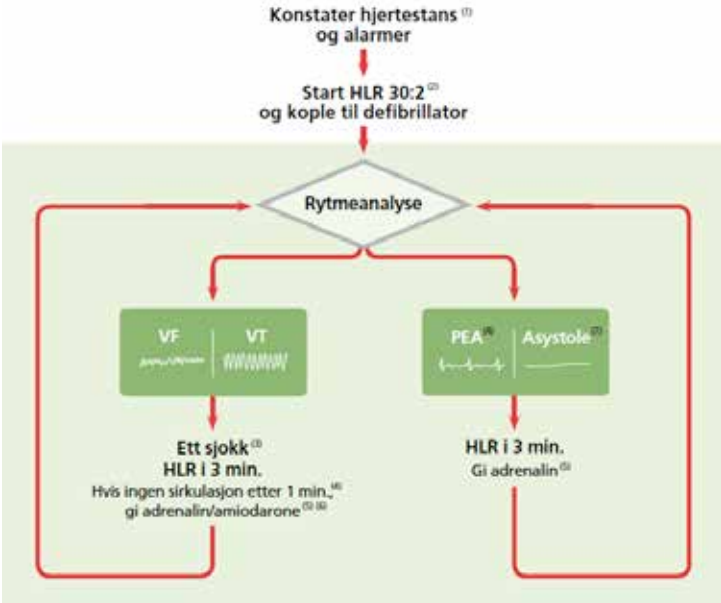 Konstater hjertestans (1)
og alarmer
Start HLR 30:2 (2)
og kople til defibrillator
Rytmeanalyse
VF
VT
PEA (4)
Asystole (7)
Ett sjokk (3)
HLR i 3 min.
Hvis ingen sirkulasjon etter 1 min., (4)
gi adrenalin/amiodarone (5) (6)
HLR i 3 min.
Gi adrenalin (5)